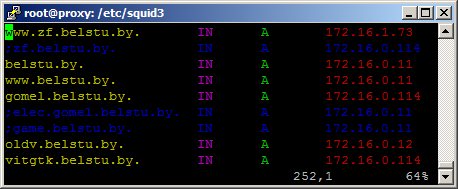 root@proxy: /etc/squid3
www.zf.belstu.by. IN A 172.16.1.73
;zf.belstu.by. IN A 172.16.0.114
belstu.by. IN A 172.16.0.11
www.belstu.by. IN A 172.16.0.11
gomel.belstu.by. IN A 172.16.0.114
;elec.gomel.belstu.by. IN A 172.16.0.11
;game.belstu.by. IN A 172.16.0.11
oldv.belstu.by. IN A 172.16.0.12
vitgtk.belstu.by. IN A 172.16.0.114
252,1 64%